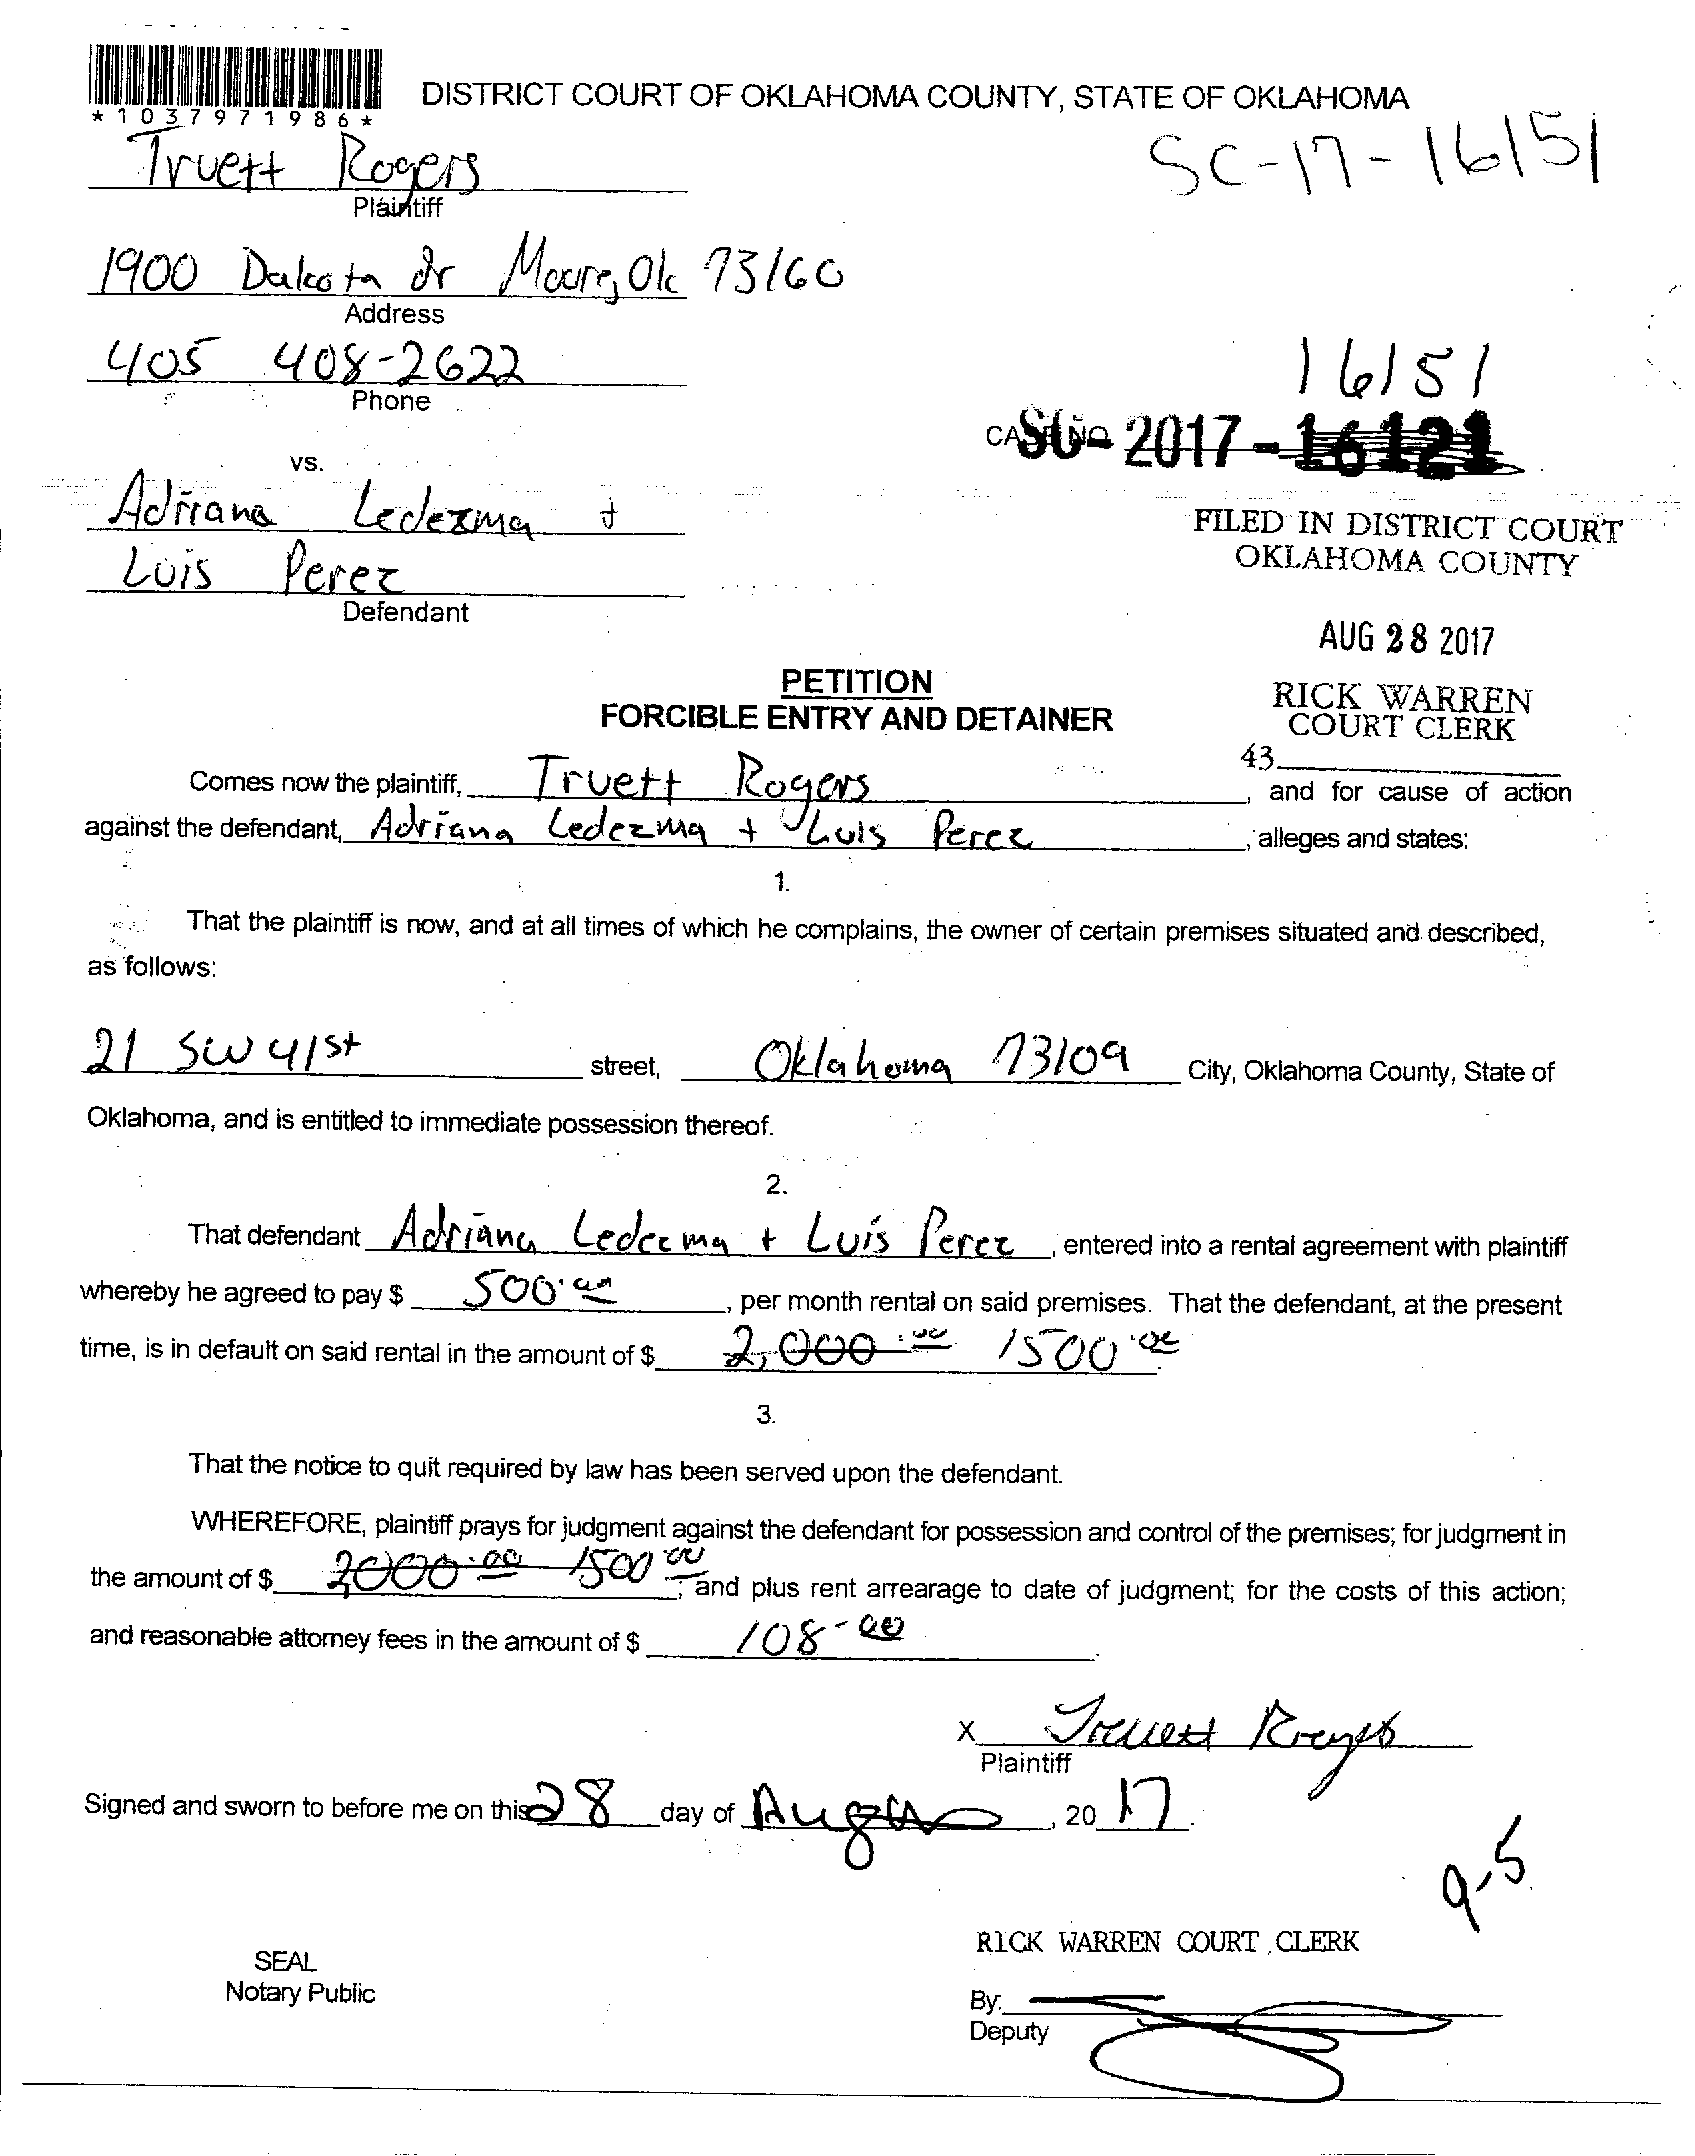 *1037971986*
DISTRICT COURT OF OKLAHOMA COUNTY, STATE OF OKLAHOMA
Truett Rogers
SC-17-16151
Plaintiff
1900 Dakota dr Moore, Ok 73160
Address
405 408-2622
Phone
16151
CASE NO.
SC-2017-16121
vs.
Adriana Ledezma +
Luis Perez
Defendant
FILED IN DISTRICT COURT
OKLAHOMA COUNTY
AUG 28 2017
RICK WARREN
COURT CLERK
43
PETITION
FORCIBLE ENTRY AND DETAINER
Comes now the plaintiff, Truett Rogers, and for cause of action
against the defendant, Adriana Ledezma + Luis Perez, alleges and states:
1.
That the plaintiff is now, and at all times of which he complains, the owner of certain premises situated and described,
as follows:
21 SW 41st street, Oklahoma 73109 City, Oklahoma County, State of
Oklahoma, and is entitled to immediate possession thereof.
2.
That defendant Adriana Ledezma + Luis Perez, entered into a rental agreement with plaintiff
whereby he agreed to pay $ 500.00, per month rental on said premises. That the defendant, at the present
time, is in default on said rental in the amount of $ 2,000.00 1500.00.
3.
That the notice to quit required by law has been served upon the defendant.
WHEREFORE, plaintiff prays for judgment against the defendant for possession and control of the premises; for judgment in
the amount of $ 2000.00 1500.00; and plus rent arrearage to date of judgment; for the costs of this action;
and reasonable attorney fees in the amount of $ 108-00.
X Truett Rogers
Plaintiff
Signed and sworn to before me on this 28 day of August, 2017.
9-5
RICK WARREN COURT CLERK
SEAL
Notary Public
By:
Deputy